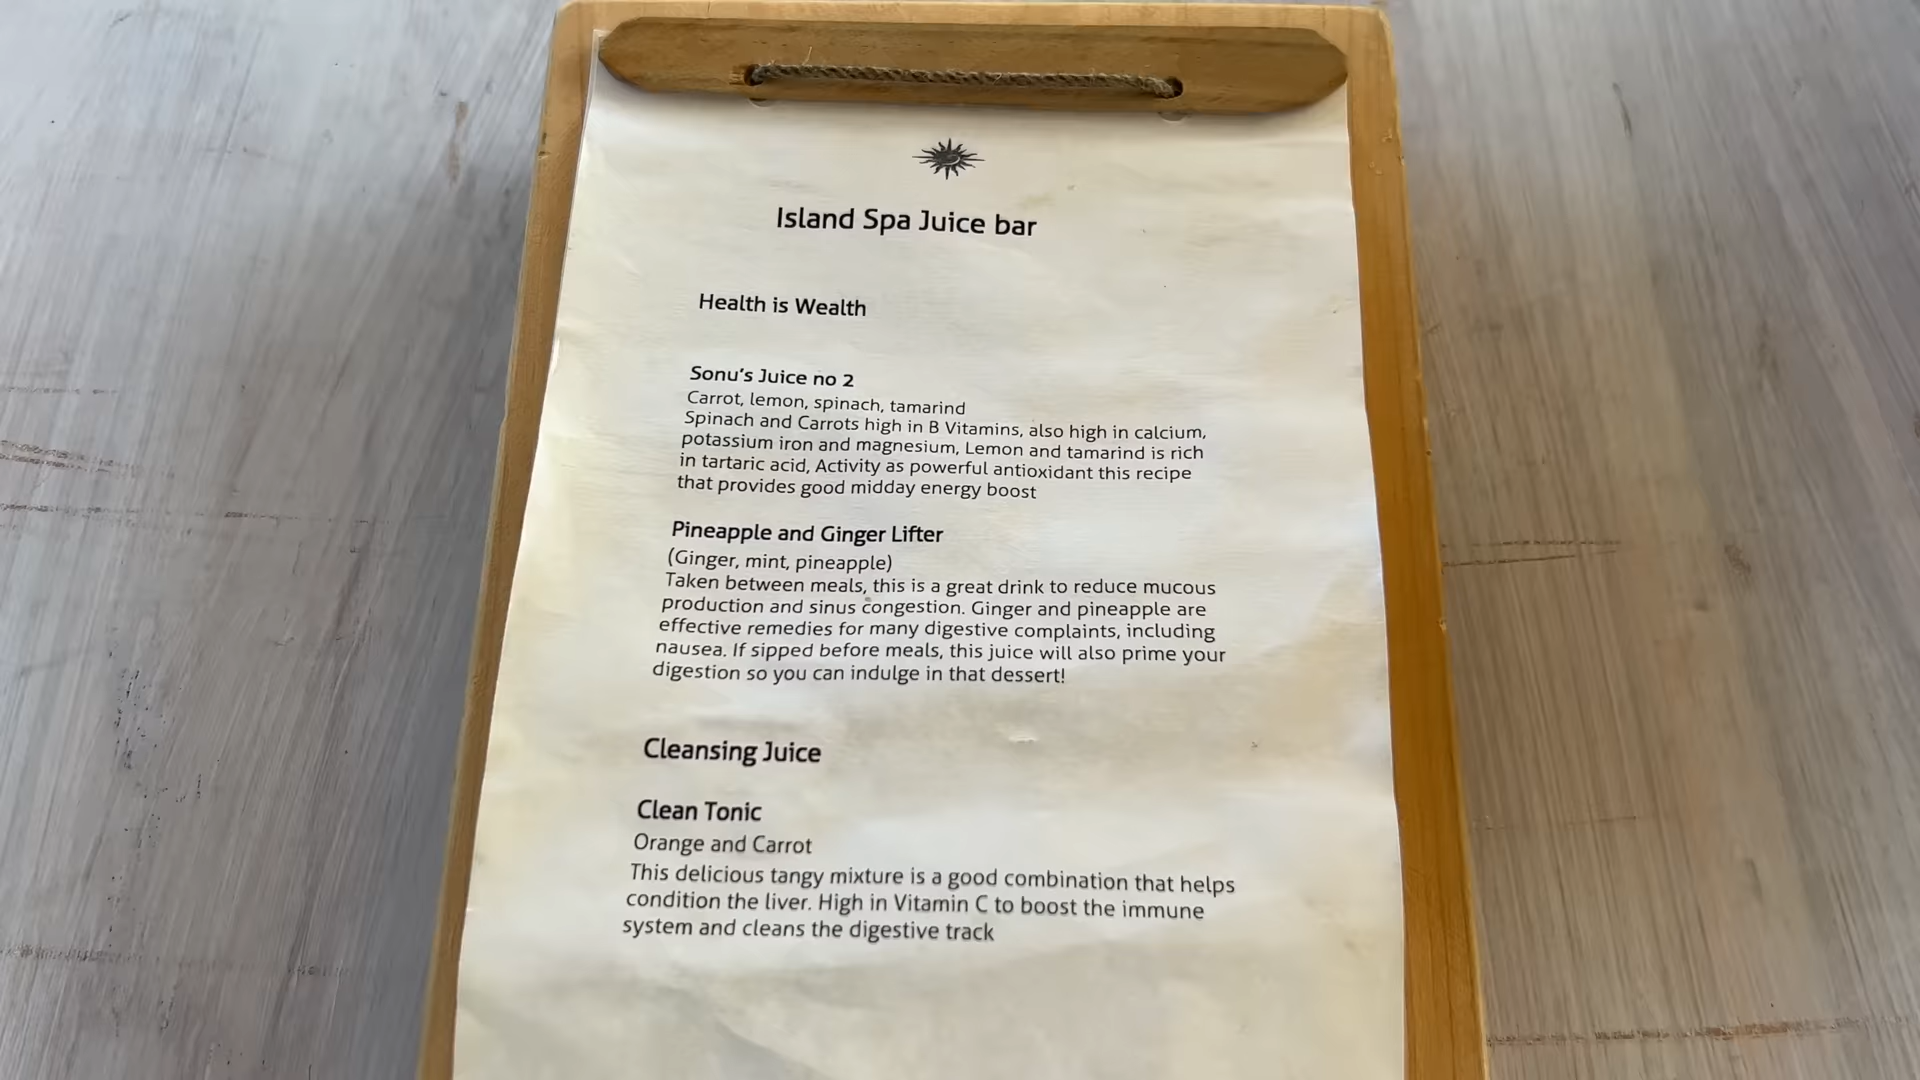 Island Spa Juice bar
Health is Wealth
Sonu's Juice no 2
Carrot, lemon, spinach, tamarind
Spinach and Carrots high in B Vitamins, also high in calcium,
potassium iron and magnesium, Lemon and tamarind is rich
in tartaric acid, Activity as powerful antioxidant this recipe
that provides good midday energy boost
Pineapple and Ginger Lifter
(Ginger, mint, pineapple)
Taken between meals, this is a great drink to reduce mucous
production and sinus congestion. Ginger and pineapple are
effective remedies for many digestive complaints, including
nausea. If sipped before meals, this juice will also prime your
digestion so you can indulge in that dessert!
Cleansing Juice
Clean Tonic
Orange and Carrot
This delicious tangy mixture is a good combination that helps
condition the liver. High in Vitamin C to boost the immune
system and cleans the digestive track